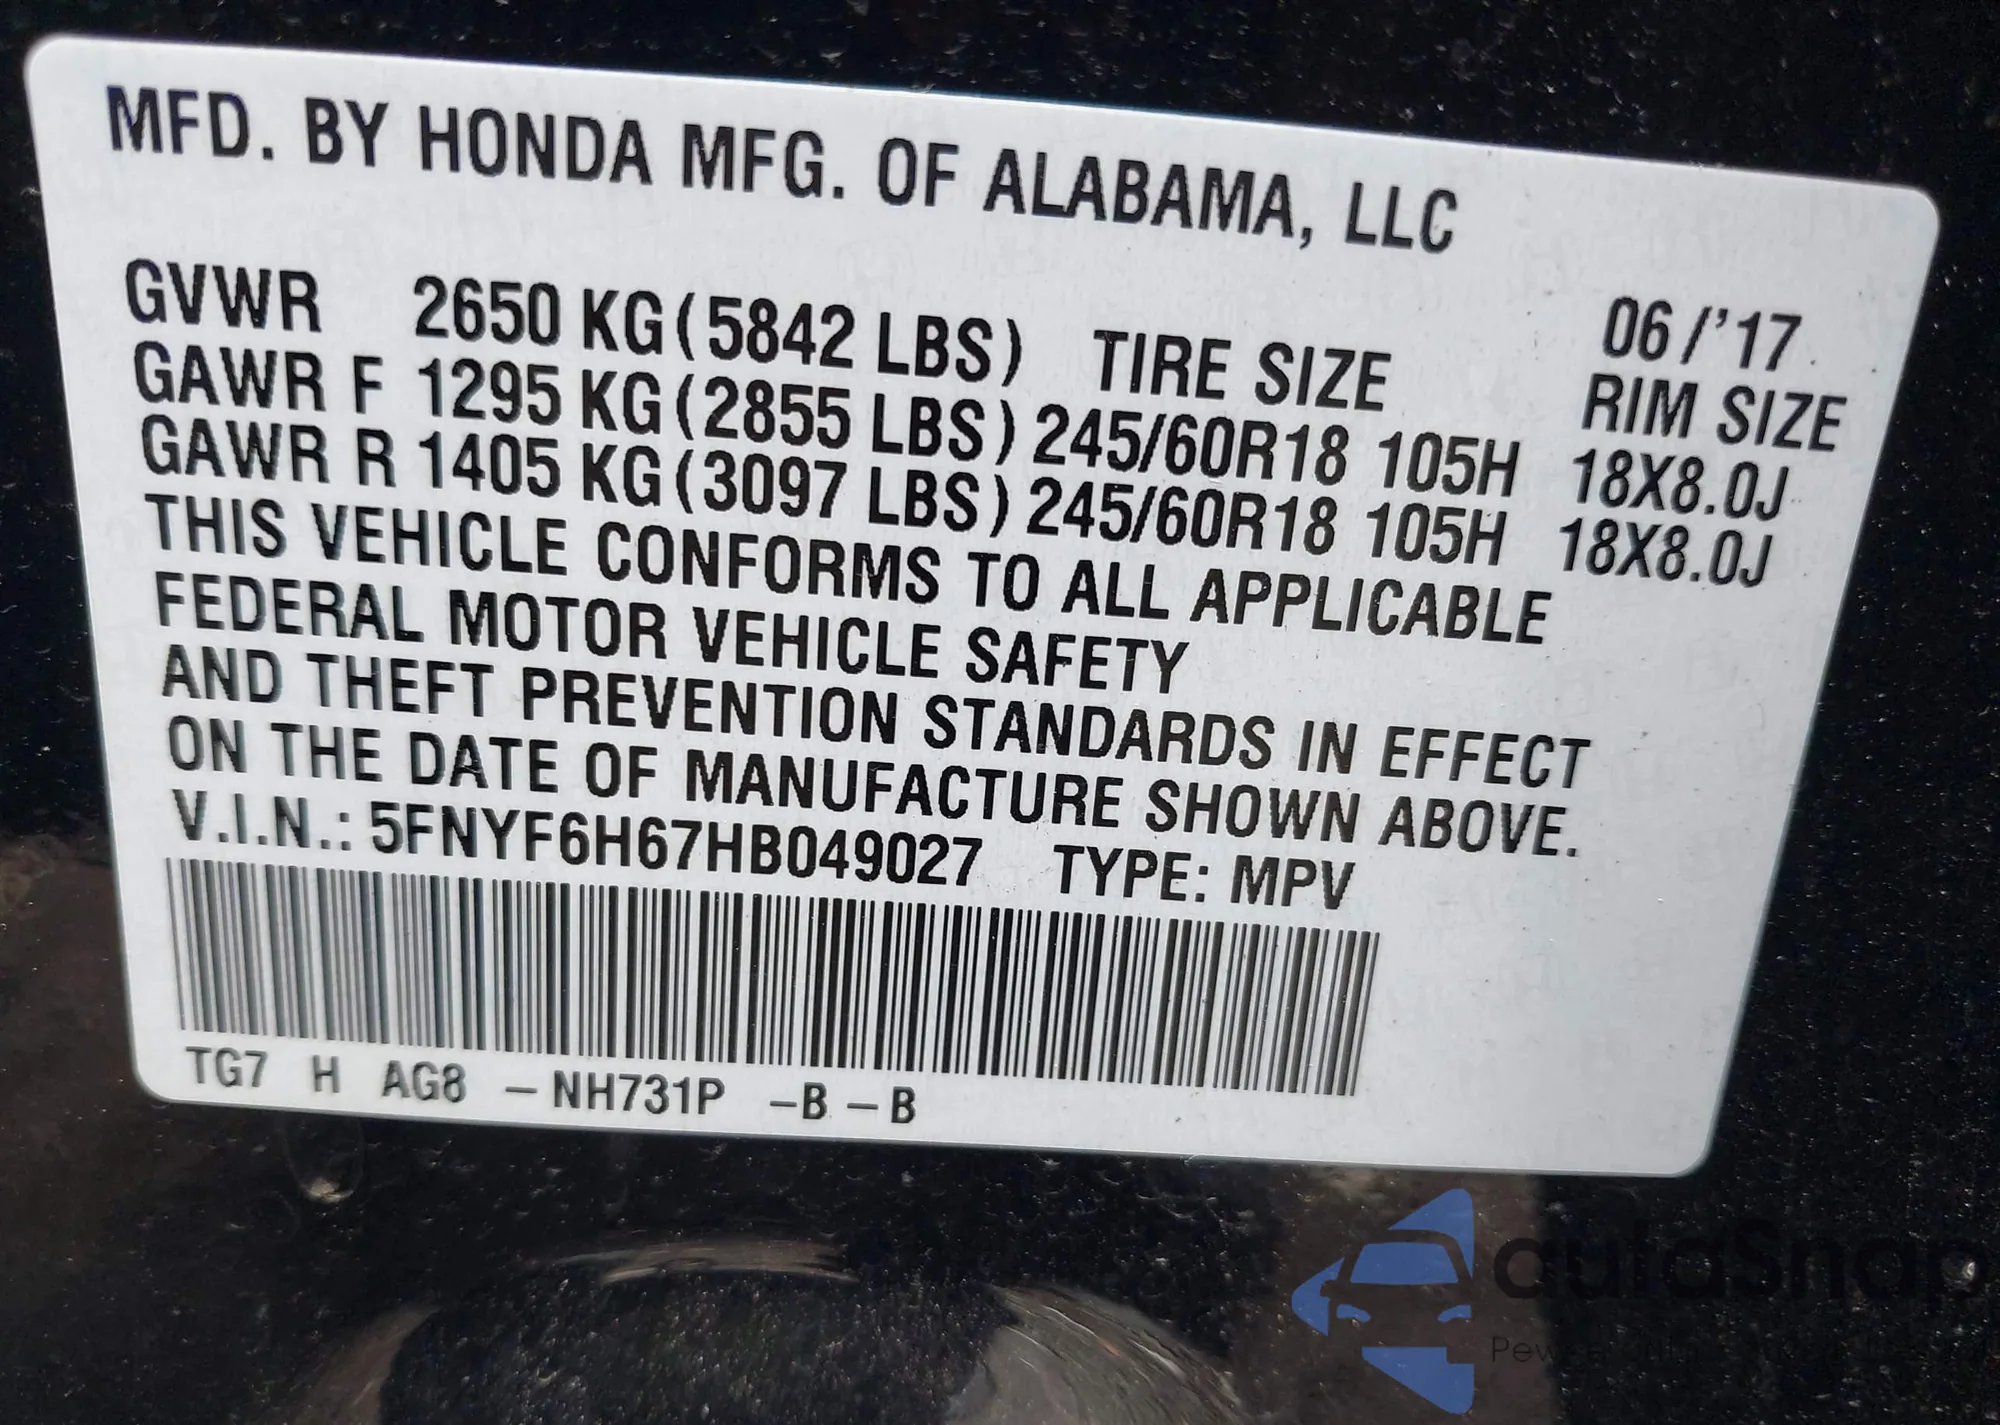 MFD. BY HONDA MFG. OF ALABAMA, LLC
06/'17
GVWR 2650 KG (5842 LBS) TIRE SIZE RIM SIZE
GAWR F 1295 KG (2855 LBS) 245/60R18 105H 18X8.0J
GAWR R 1405 KG (3097 LBS) 245/60R18 105H 18X8.0J
THIS VEHICLE CONFORMS TO ALL APPLICABLE
FEDERAL MOTOR VEHICLE SAFETY
AND THEFT PREVENTION STANDARDS IN EFFECT
ON THE DATE OF MANUFACTURE SHOWN ABOVE.
V.I.N.: 5FNYF6H67HB049027 TYPE: MPV
TG7 H AG8 - NH731P -B - B
autoSnap